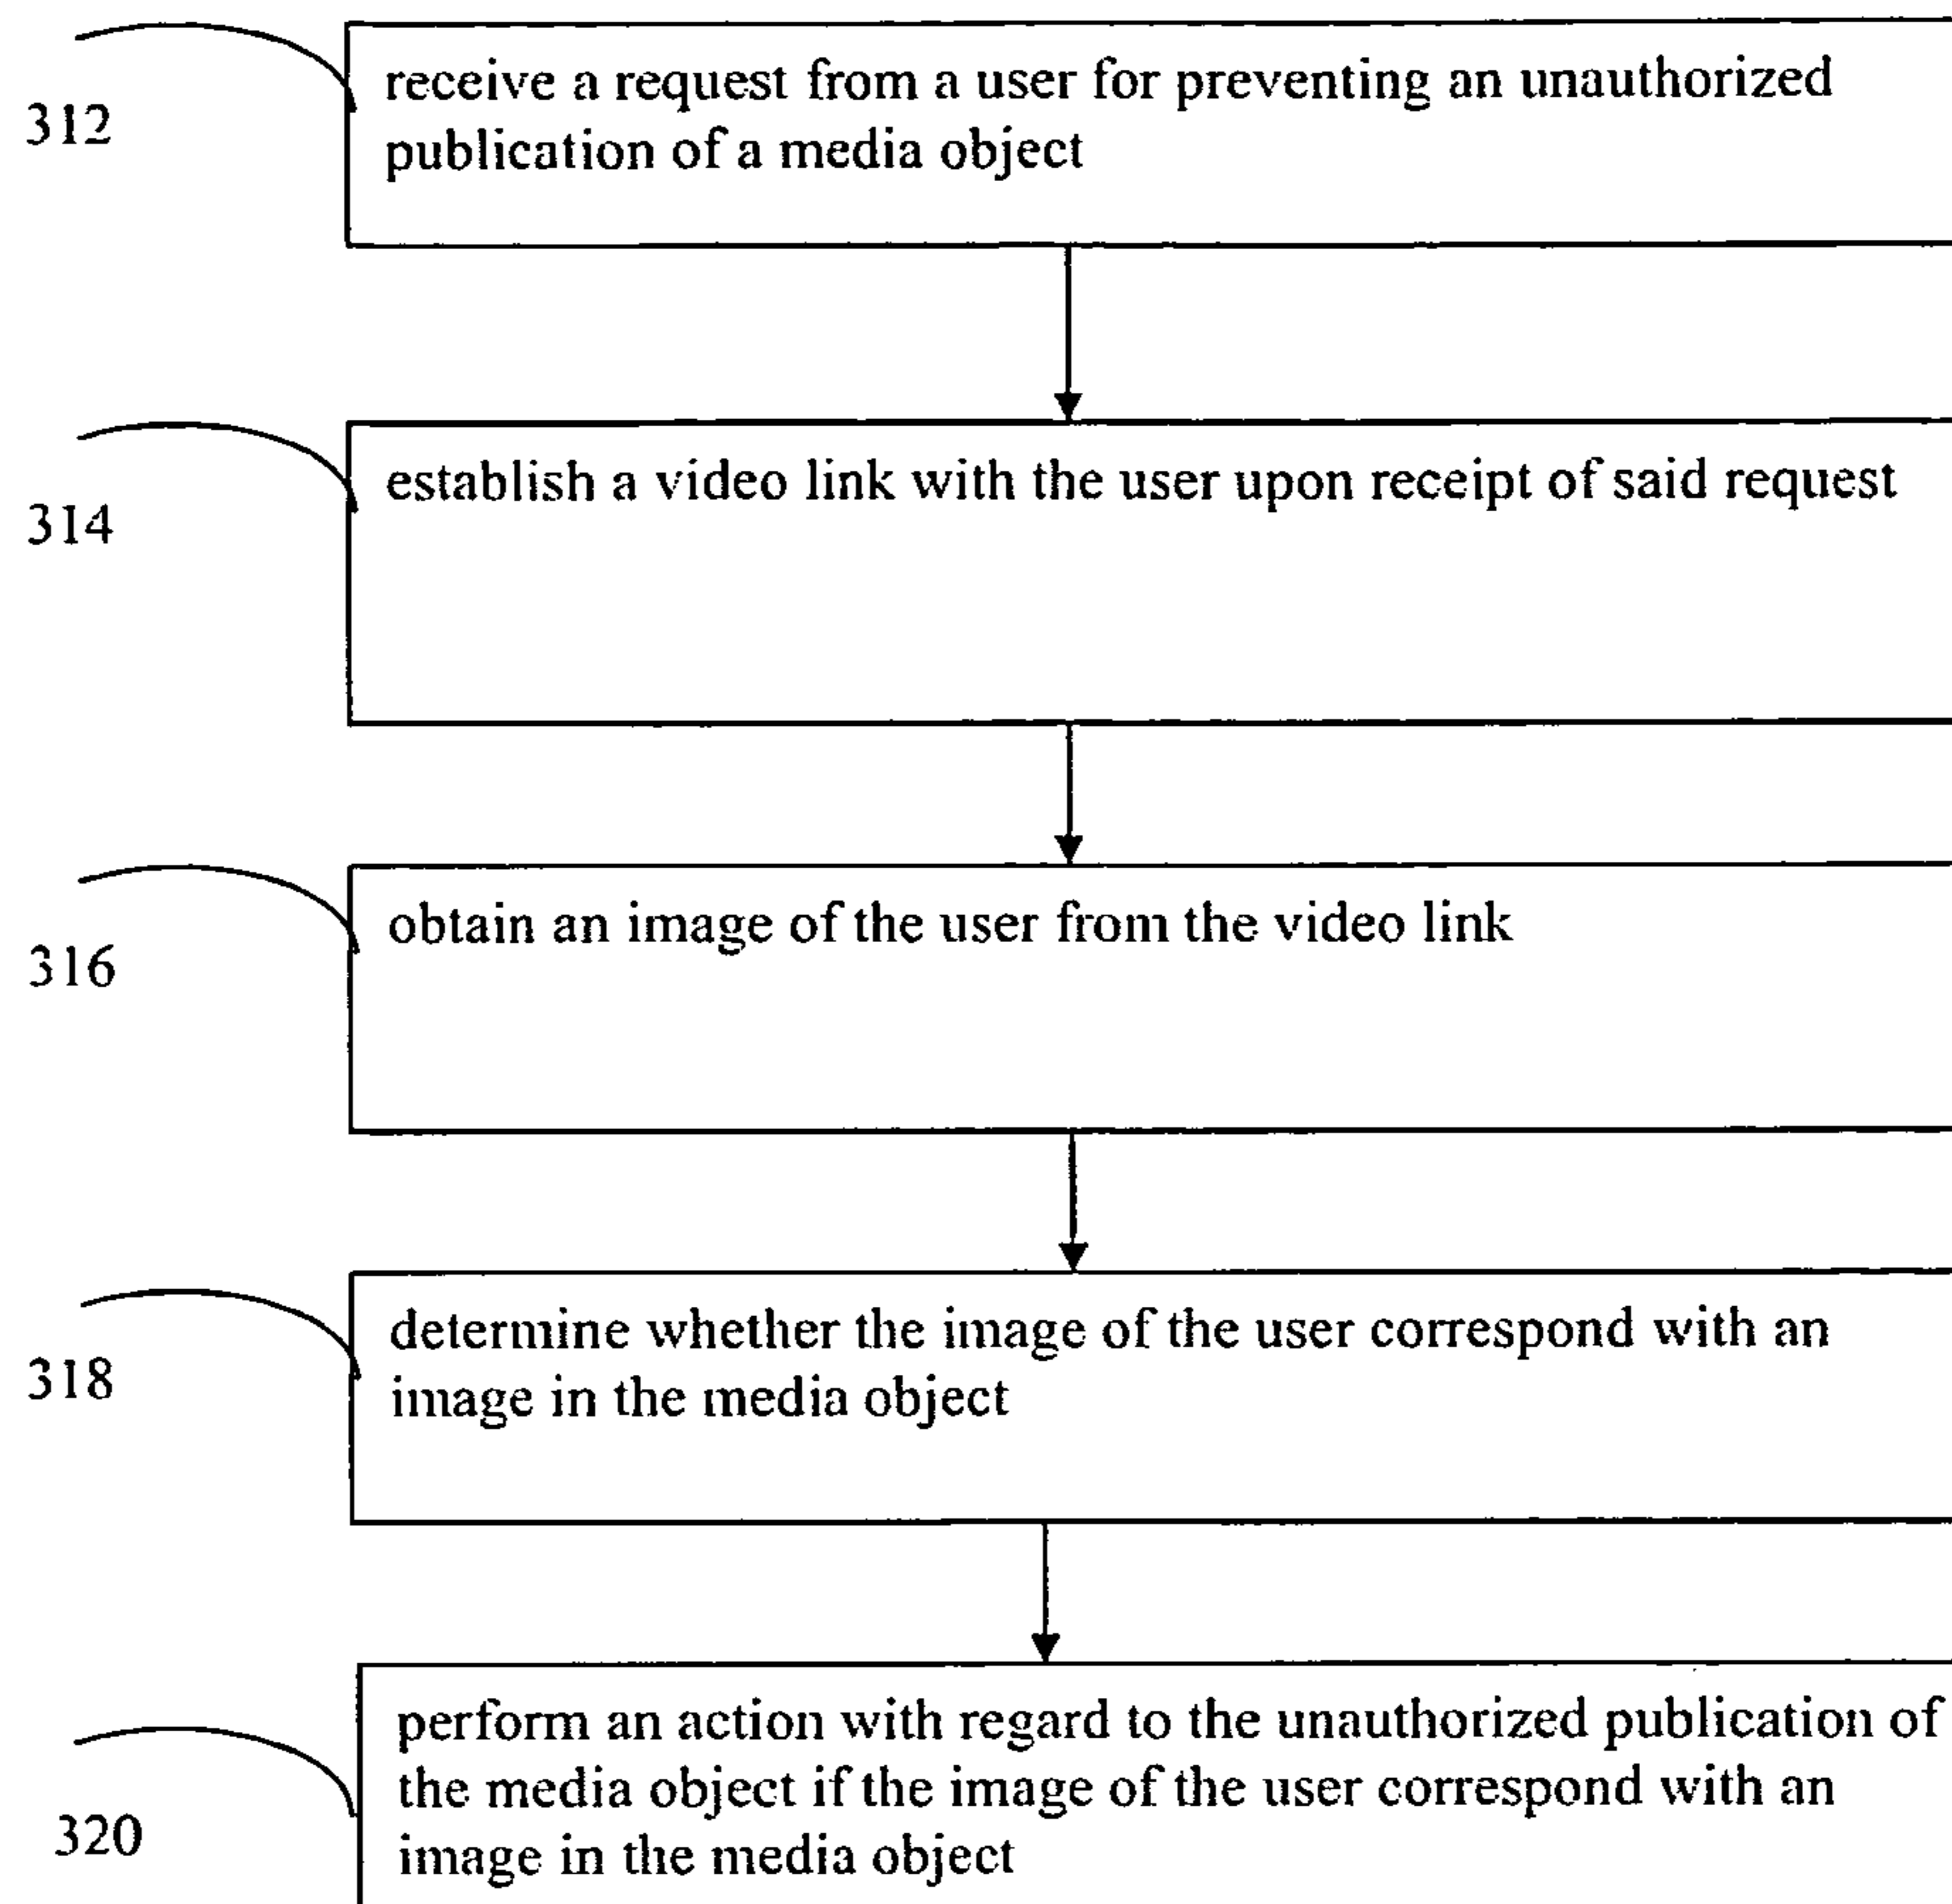 312
receive a request from a user for preventing an unauthorized
publication of a media object
314
establish a video link with the user upon receipt of said request
316
obtain an image of the user from the video link
318
determine whether the image of the user correspond with an
image in the media object
320
perform an action with regard to the unauthorized publication of
the media object if the image of the user correspond with an
image in the media object